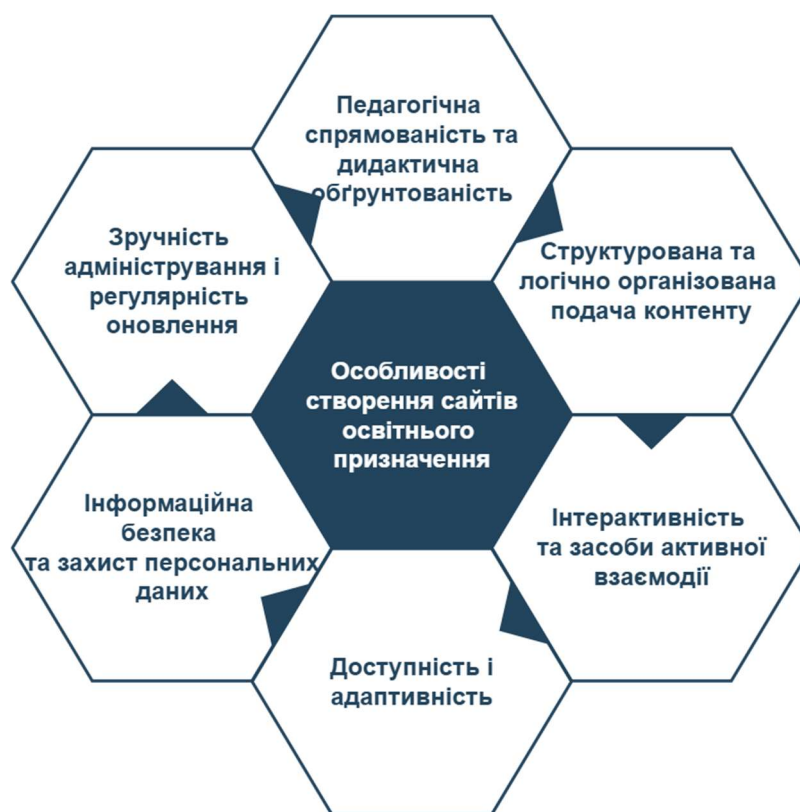 Педагогічна
спрямованість та
дидактична
обґрунтованість
Зручність
адміністрування і
регулярність
оновлення
Структурована та
логічно організована
подача контенту
Особливості
створення сайтів
освітнього
призначення
Інформаційна
безпека
та захист персональних
даних
Інтерактивність
та засоби активної
взаємодії
Доступність і
адаптивність